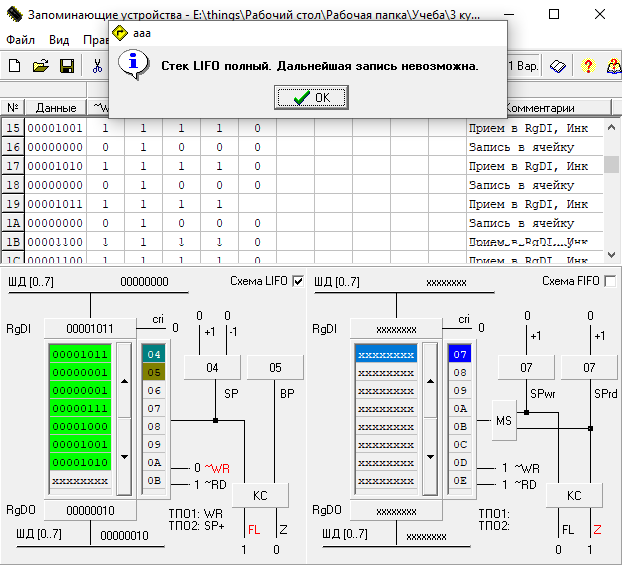 Запоминающие устройства - E:\things\Рабочий стол\Рабочая папка\Учеба\3 ку...
Файл Вид Прав
ааа
Стек LIFO полный. Дальнейшая запись невозможна.
OK
1 Вар.
№ Данные ~W Комментарии
15 00001001 1 1 1 1 0 Прием в RgDI, Инк
16 00000000 0 1 0 0 0 Запись в ячейку
17 00001010 1 1 1 1 0 Прием в RgDI, Инк
18 00000000 0 1 0 0 0 Запись в ячейку
19 00001011 1 1 1 1 Прием в RgDI, Инк
1A 00000000 0 1 0 0 0 Запись в ячейку
1B 00001100 1 1 1 1 0 Прием в RgDI, Инк
1C 00001100 1 1 1 1 0 Прием в RgDI, Инк
ШД [0..7] 00000000 Схема LIFO
RgDI 00001011 cri 0
0 0
+1 -1
00001011 04
00000001 05
00000001 06
00000111 07
00001000 08
00001001 09
00001010 0A
xxxxxxxx 0B
04 05
SP BP
0 ~WR
1 ~RD
КС
RgDO 00000010
ТПО1: WR
ТПО2: SP+
FL Z
ШД [0..7] 00000010 1 0
ШД [0..7] xxxxxxxx Схема FIFO
RgDI xxxxxxxx cri 0
0 0
+1 +1
xxxxxxxx 07
xxxxxxxx 08
xxxxxxxx 09
xxxxxxxx 0A
xxxxxxxx 0B
xxxxxxxx 0C
xxxxxxxx 0D
xxxxxxxx 0E
07 07
SPwr SPrd
MS
1 ~WR
1 ~RD
КС
RgDO xxxxxxxx
ТПО1:
ТПО2:
FL Z
ШД [0..7] xxxxxxxx 0 1